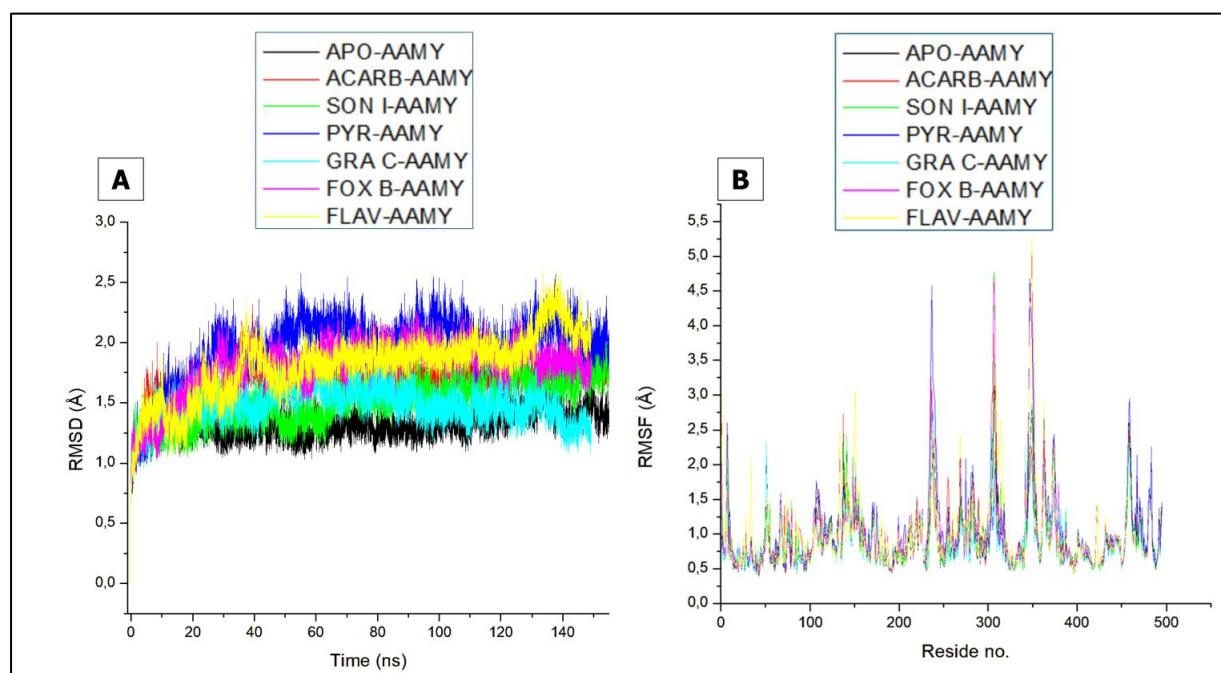 APO-AAMY
ACARB-AAMY
SON I-AAMY
PYR-AAMY
GRA C-AAMY
FOX B-AAMY
FLAV-AAMY
A
3,0
2,5
2,0
1,5
1,0
0,5
0,0
RMSD (Å)
0 20 40 60 80 100 120 140
Time (ns)
APO-AAMY
ACARB-AAMY
SON I-AAMY
PYR-AAMY
GRA C-AAMY
FOX B-AAMY
FLAV-AAMY
B
5,5
5,0
4,5
4,0
3,5
3,0
2,5
2,0
1,5
1,0
0,5
0,0
RMSF (Å)
0 100 200 300 400 500
Reside no.